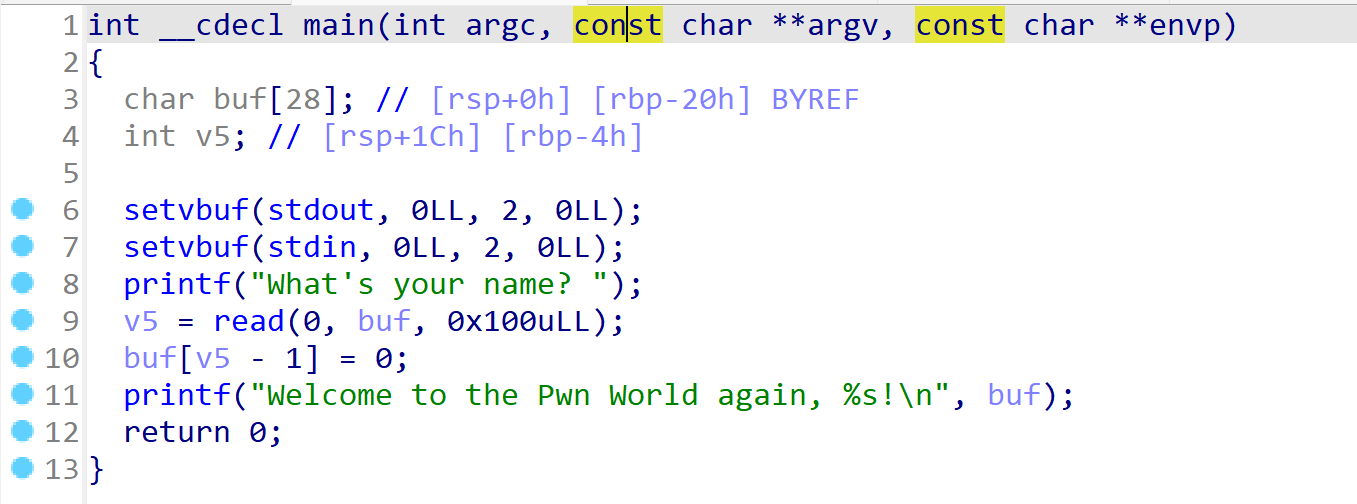 1 int __cdecl main(int argc, const char **argv, const char **envp)
2 {
3 char buf[28]; // [rsp+0h] [rbp-20h] BYREF
4 int v5; // [rsp+1Ch] [rbp-4h]
5
6 setvbuf(stdout, 0LL, 2, 0LL);
7 setvbuf(stdin, 0LL, 2, 0LL);
8 printf("What's your name? ");
9 v5 = read(0, buf, 0x100uLL);
10 buf[v5 - 1] = 0;
11 printf("Welcome to the Pwn World again, %s!\n", buf);
12 return 0;
13 }